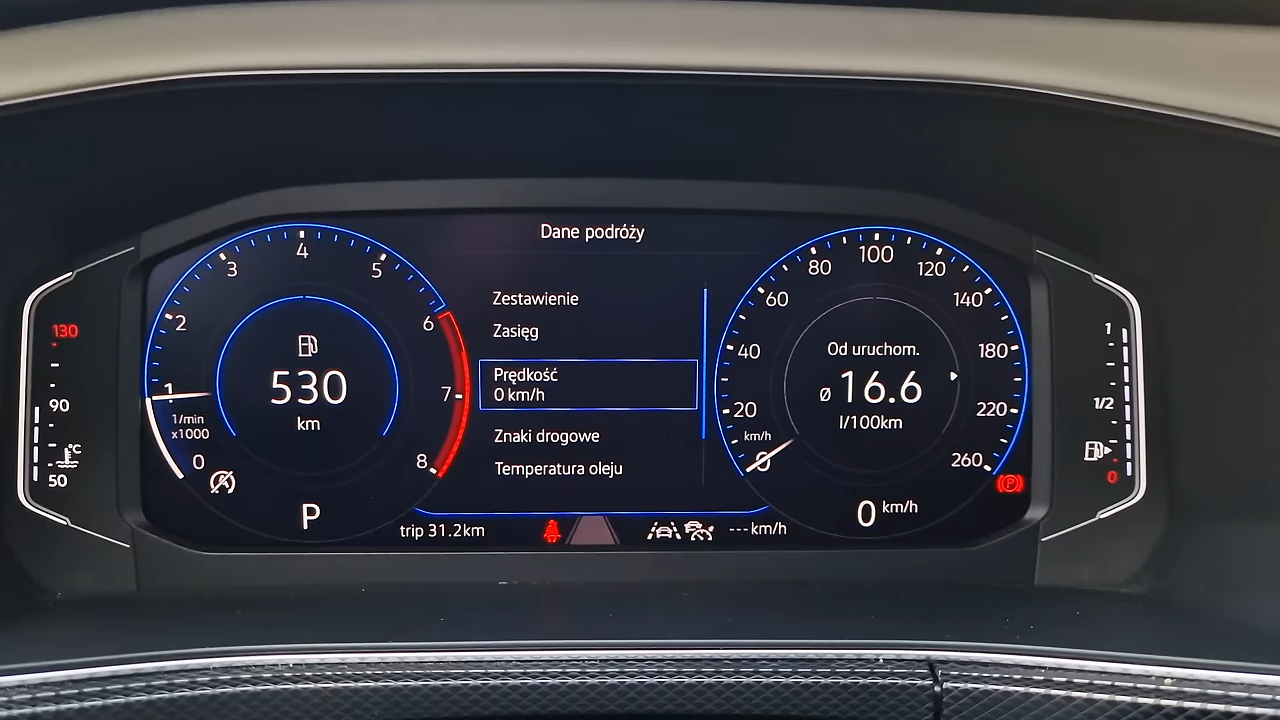 Dane podróży
130
90
°C
50
0
1
2
3
4
5
6
7
8
1/min
x1000
530
km
P
Zestawienie
Zasięg
Prędkość
0 km/h
Znaki drogowe
Temperatura oleju
trip 31.2km
---km/h
0
20
40
60
80
100
120
140
180
220
260
km/h
Od uruchom.
ø 16.6
l/100km
0 km/h
(P)
1
1/2
0